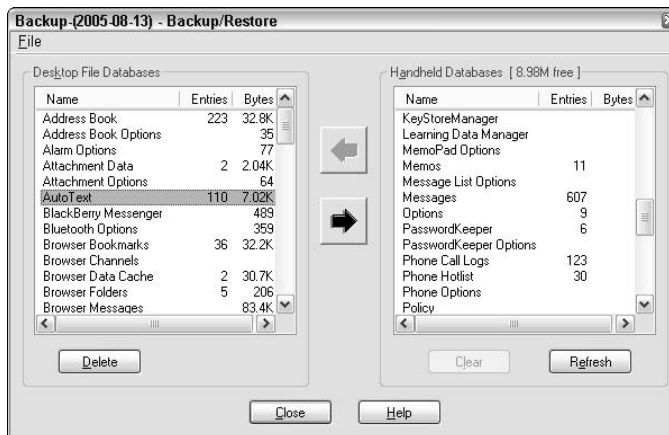 Backup-(2005-08-13) - Backup/Restore
File
Desktop File Databases
Name Entries Bytes
Address Book 223 32.8K
Address Book Options 35
Alarm Options 77
Attachment Data 2 2.04K
Attachment Options 64
AutoText 110 7.02K
BlackBerry Messenger 489
Bluetooth Options 359
Browser Bookmarks 36 32.2K
Browser Channels
Browser Data Cache 2 30.7K
Browser Folders 5 206
Browser Messages 83.4K
Delete
Handheld Databases [ 8.98M free ]
Name Entries Bytes
KeyStoreManager
Learning Data Manager
MemoPad Options
Memos 11
Message List Options
Messages 607
Options 9
PasswordKeeper 6
PasswordKeeper Options
Phone Call Logs 123
Phone Hotlist 30
Phone Options
Policy
Clear Refresh
Close Help